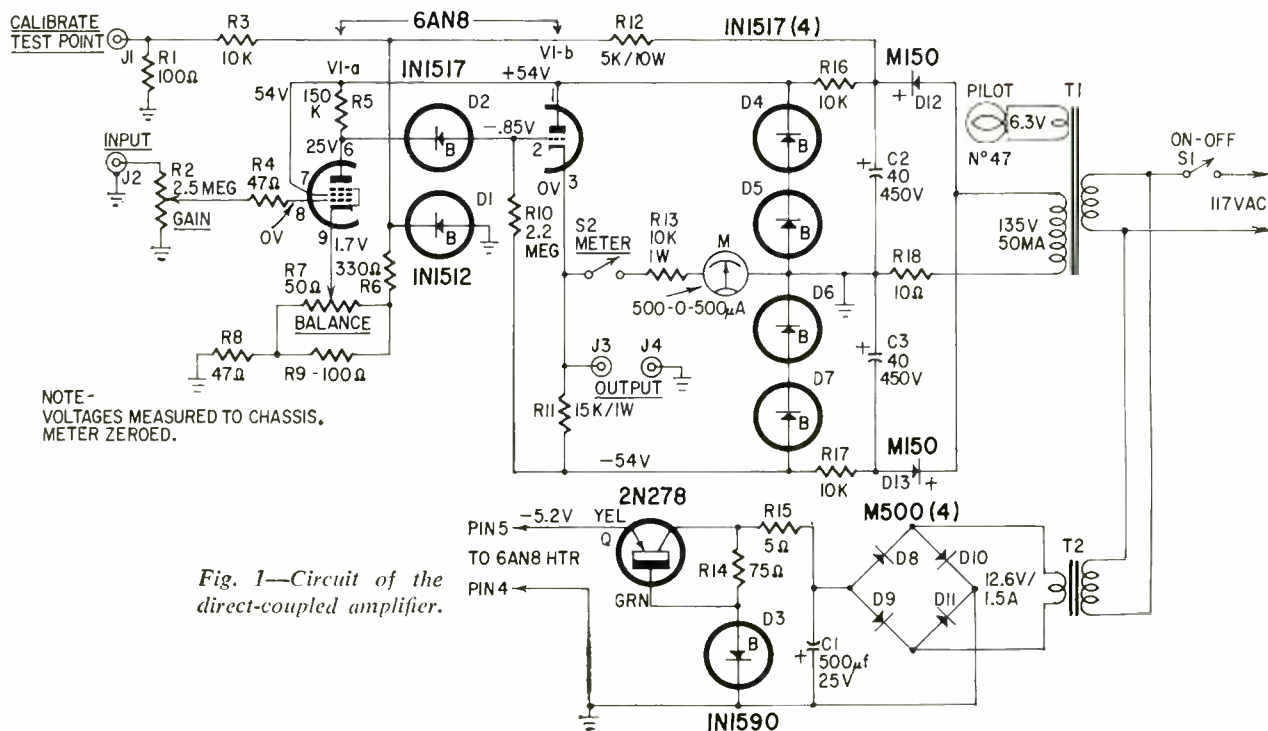 CALIBRATE
TEST POINT
J1
R1
100Ω
R3
10K
6AN8
V1-a
V1-b
R12
5K/10W
IN1517 (4)
M150
D12
PILOT
6.3V
Nº47
T1
ON-OFF
S1
117VAC
54V
150
K
R5
IN1517
D2
B
+54V
-.85V
1
2
3
0V
D4
B
D5
B
R16
10K
+
C2
40
450V
INPUT
J2
R2
2.5 MEG
GAIN
R4
47Ω
25V
6
7
8
9
0V
1.7V
D1
B
IN1512
R10
2.2
MEG
S2
METER
R13
10K
1W
M
500-0-500μA
R18
10Ω
135V
50MA
R7
50Ω
BALANCE
330Ω
R6
R8
47Ω
R9-100Ω
J3
J4
OUTPUT
R11
15K/1W
D6
B
D7
B
+
C3
40
450V
NOTE-
VOLTAGES MEASURED TO CHASSIS.
METER ZEROED.
-54V
R17
10K
M150
D13
+
2N278
PIN 5
-5.2V
YEL
Q
TO 6AN8 HTR
PIN 4
GRN
R14
75Ω
R15
5Ω
D3
B
IN1590
+
C1
500μf
25V
M500 (4)
D8
D10
D9
D11
12.6V/
1.5A
T2
Fig. 1—Circuit of the
direct-coupled amplifier.